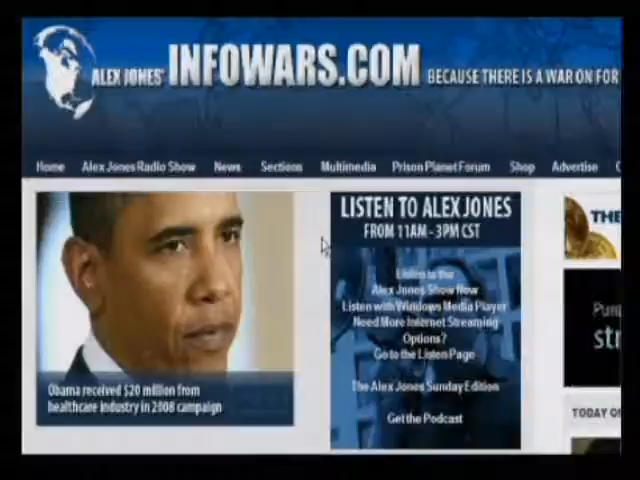 ALEX JONES' INFOWARS.COM BECAUSE THERE IS A WAR ON FOR
Home Alex Jones Radio Show News Sections Multimedia Prison Planet Forum Shop Advertise
LISTEN TO ALEX JONES
FROM 11AM - 3PM CST
Listen to the
Alex Jones Show Now
Listen with Windows Media Player
Need More Internet Streaming
Options?
Go to the Listen Page
The Alex Jones Sunday Edition
Get the Podcast
Obama received $20 million from
healthcare industry in 2008 campaign
THE
str
TODAY